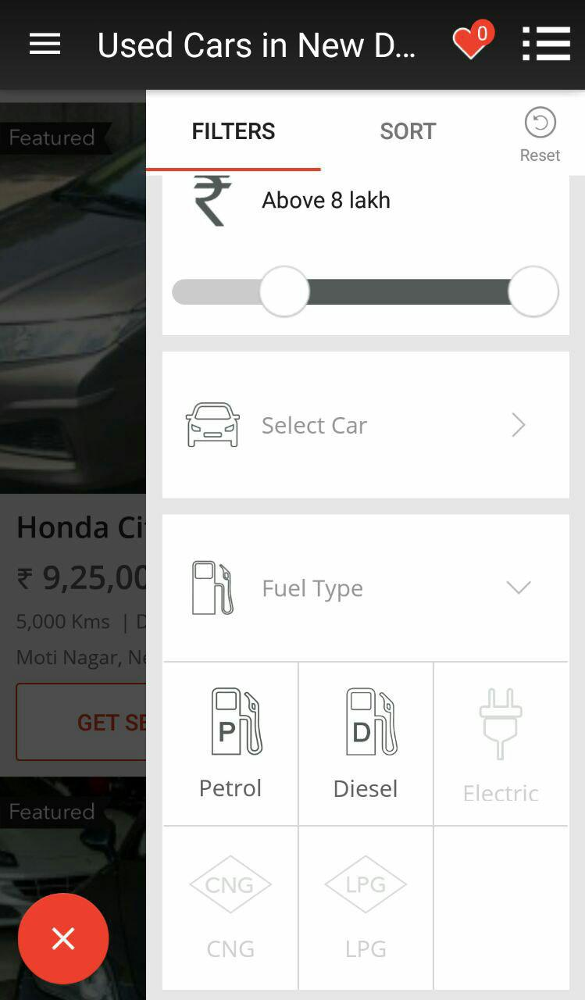 Used Cars in New D...
0
FILTERS
SORT
Reset
Featured
₹
Above 8 lakh
Select Car
Honda Ci
₹ 9,25,00
5,000 Kms | D
Moti Nagar, Ne
GET SE
Fuel Type
P
D
Petrol
Diesel
Electric
Featured
CNG
LPG
CNG
LPG